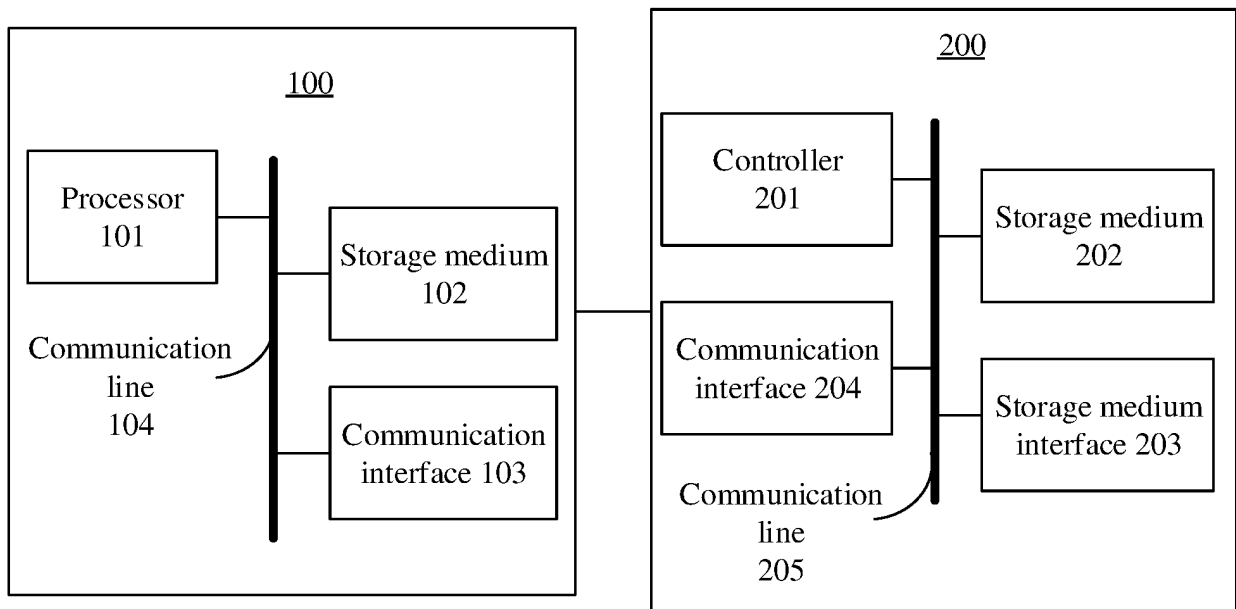 100
Processor
101
Storage medium
102
Communication
line
104
Communication
interface 103
200
Controller
201
Storage medium
202
Communication
interface 204
Storage medium
interface 203
Communication
line
205